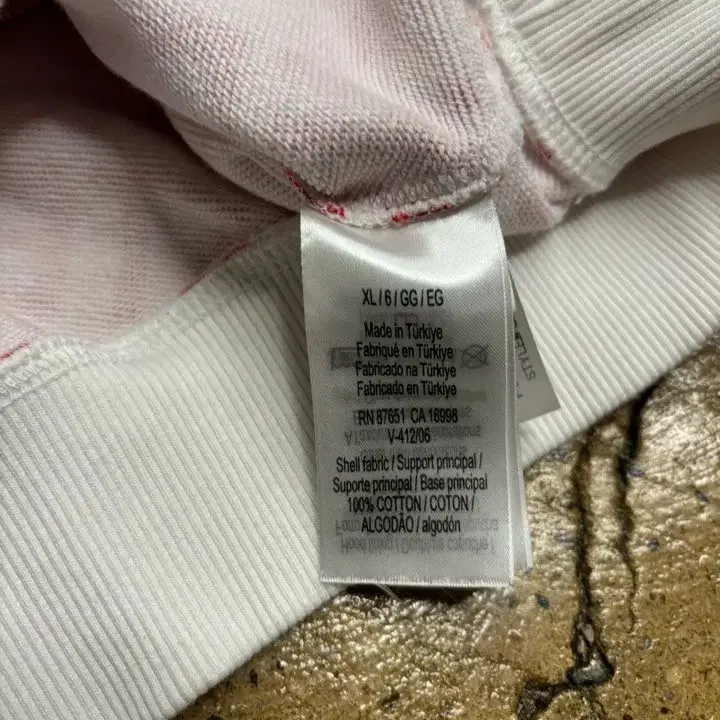 XL / 6 / GG / EG
Made in Türkiye
Fabriqué en Türkiye
Fabricado na Türkiye
Fabricado en Türkiye
RN 87651 CA 16998
V-412/06
Shell fabric / Support principal /
Suporte principal / Base principal
100% COTTON / COTON /
ALGODÃO / algodón
STYLE